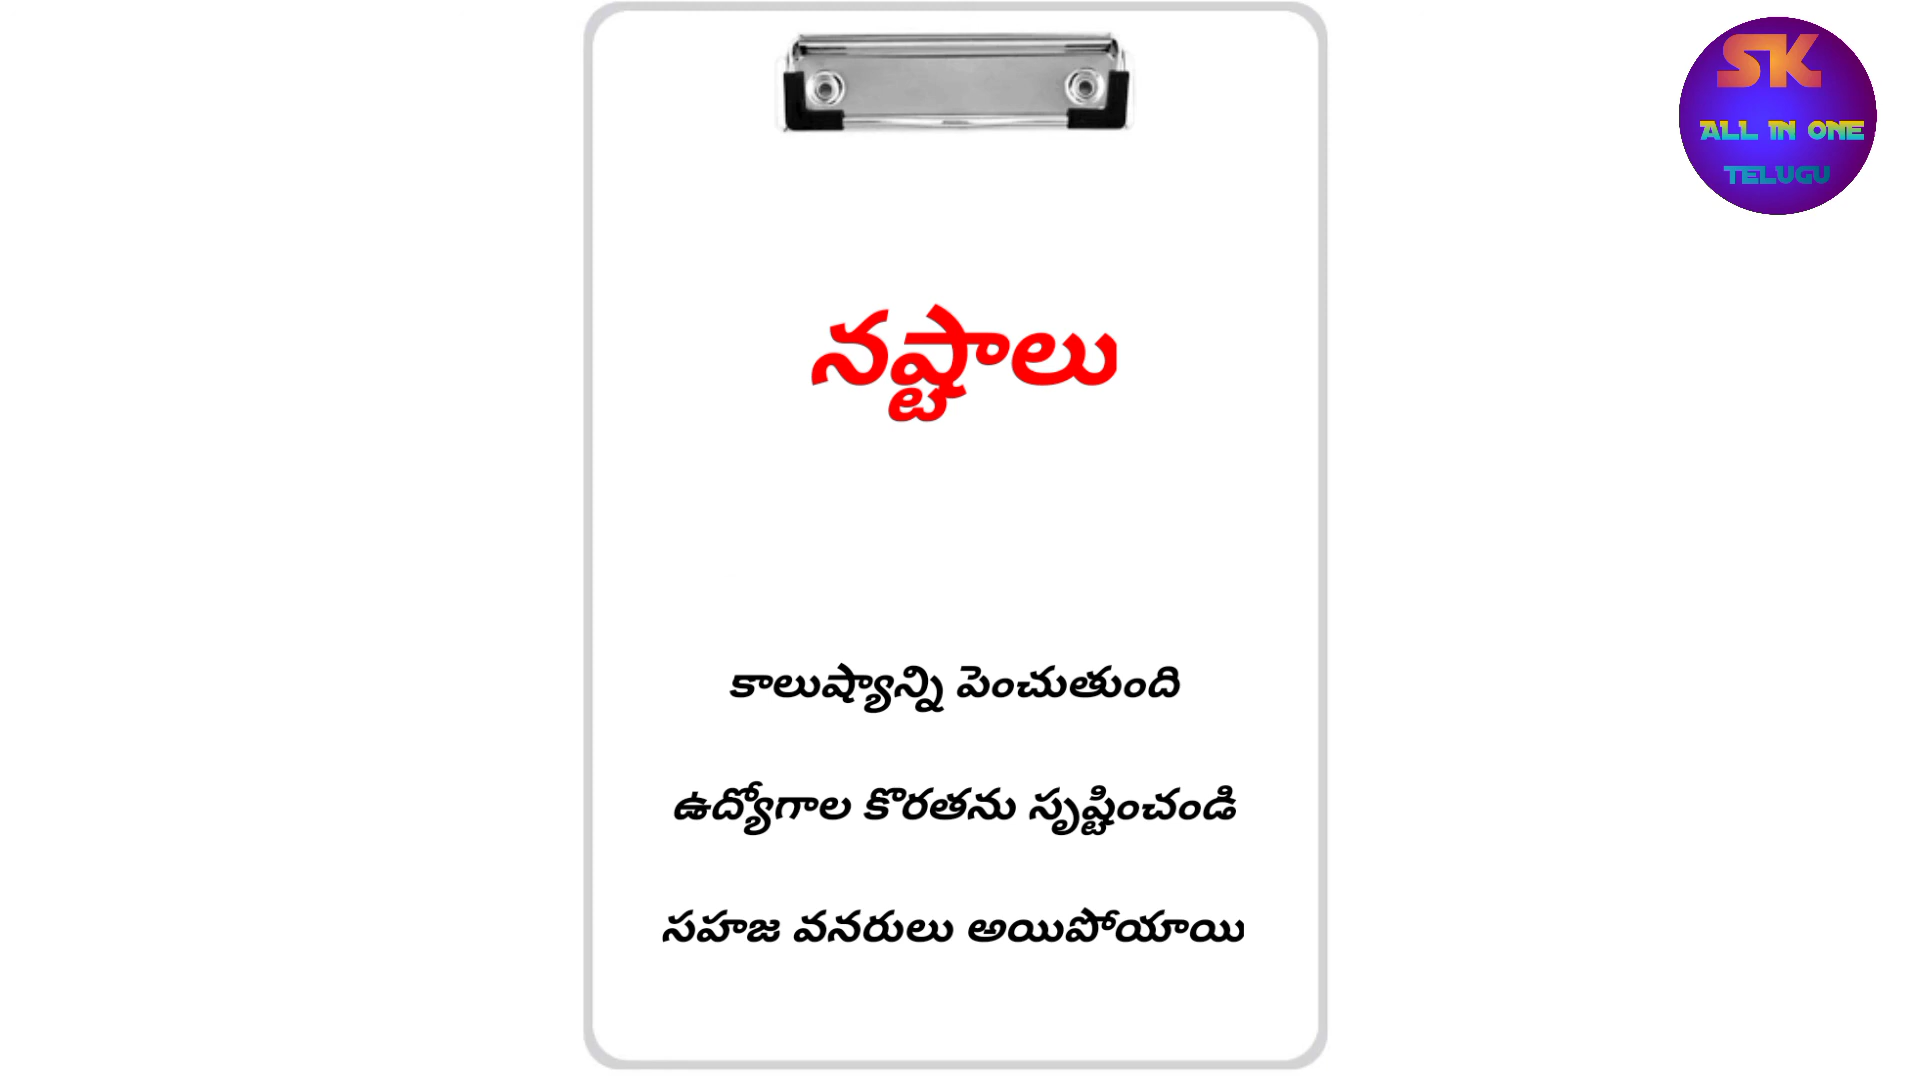 SK
ALL IN ONE
TELUGU
నష్టాలు
కాలుష్యాన్ని పెంచుతుంది
ఉద్యోగాల కొరతను సృష్టించండి
సహజ వనరులు అయిపోయాయి